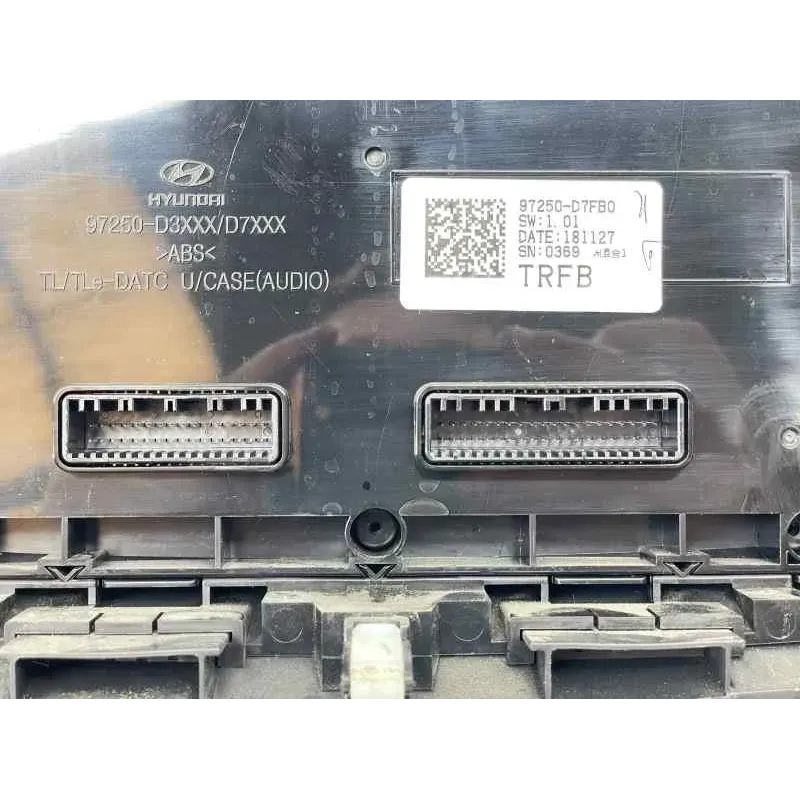 HYUNDAI
97250-D3XXX/D7XXX
>ABS<
TL/TLe-DATC U/CASE(AUDIO)
97250-D7FB0
SW:1.01
DATE:181127
SN:0369
TRFB